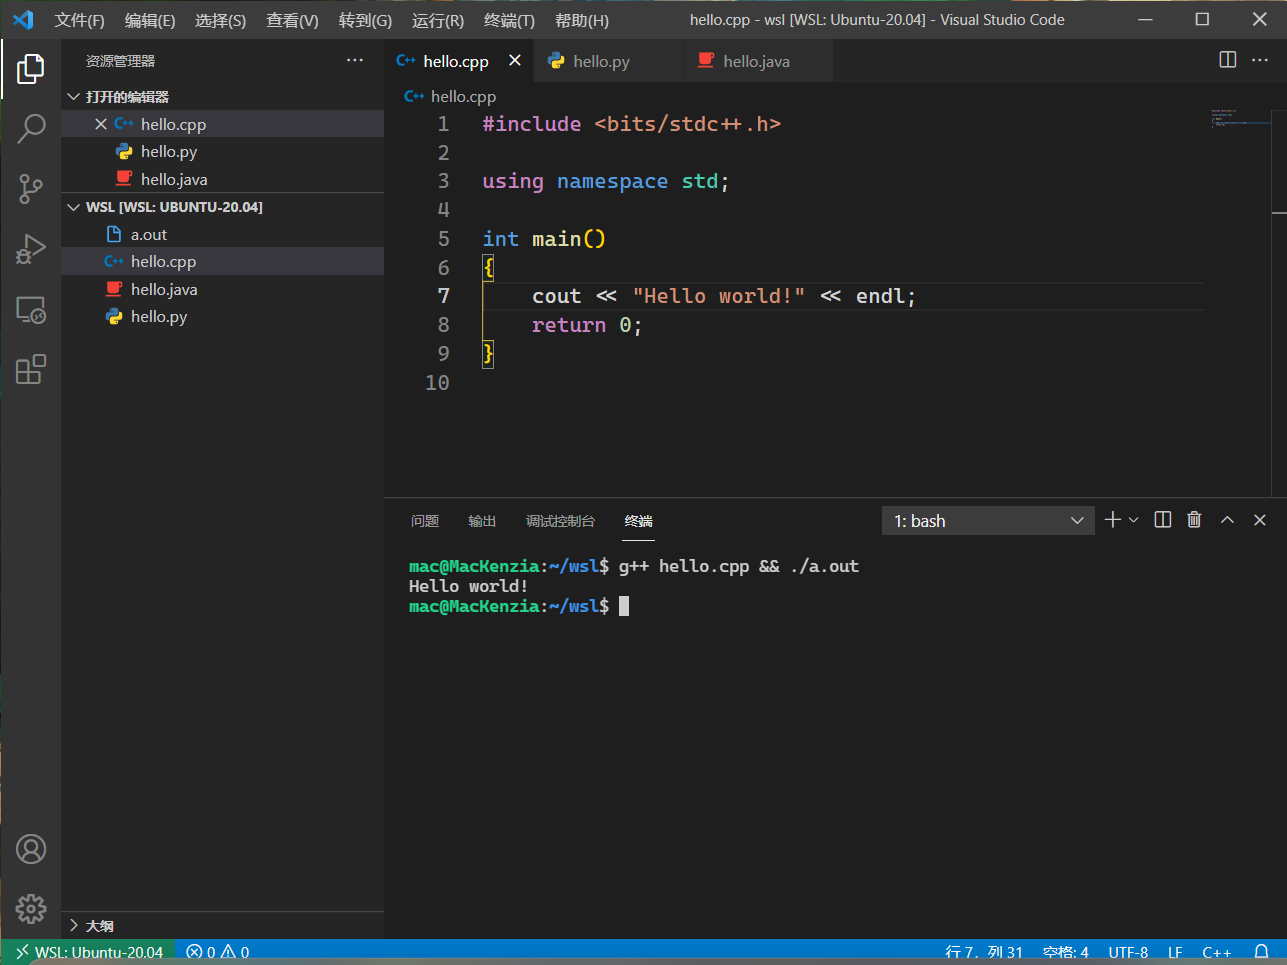 文件(F) 编辑(E) 选择(S) 查看(V) 转到(G) 运行(R) 终端(T) 帮助(H) hello.cpp - wsl [WSL: Ubuntu-20.04] - Visual Studio Code
资源管理器
打开的编辑器
hello.cpp
hello.py
hello.java
WSL [WSL: UBUNTU-20.04]
a.out
hello.cpp
hello.java
hello.py
大纲
hello.cpp hello.py hello.java
hello.cpp
1 #include <bits/stdc++.h>
2
3 using namespace std;
4
5 int main()
6 {
7 cout << "Hello world!" << endl;
8 return 0;
9 }
10
问题 输出 调试控制台 终端 1: bash
mac@MacKenzia:~/wsl$ g++ hello.cpp && ./a.out
Hello world!
mac@MacKenzia:~/wsl$
WSL: Ubuntu-20.04 0 0 行 7，列 31 空格: 4 UTF-8 LF C++